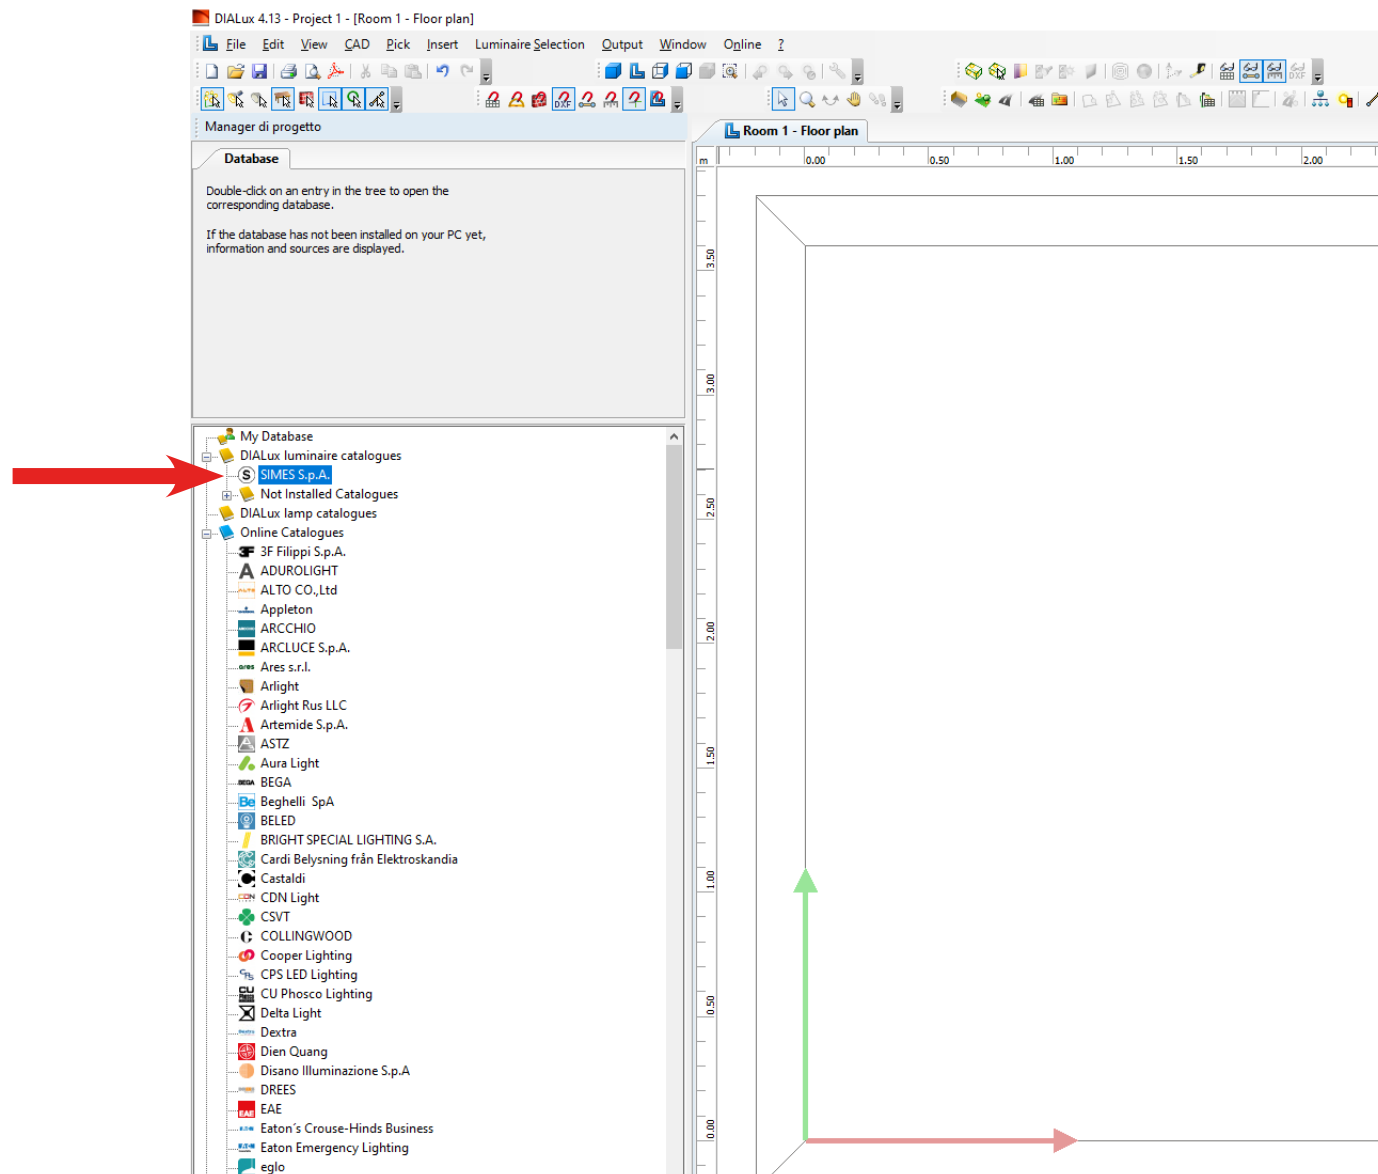 DIALux 4.13 - Project 1 - [Room 1 - Floor plan]
File Edit View CAD Pick Insert Luminaire Selection Output Window Online ?
Manager di progetto
Room 1 - Floor plan
Database
m 0.00 0.50 1.00 1.50 2.00
Double-click on an entry in the tree to open the
corresponding database.
If the database has not been installed on your PC yet,
information and sources are displayed.
3.50
3.00
2.50
2.00
1.50
1.00
0.50
0.00
My Database
DIALux luminaire catalogues
S SIMES S.p.A.
Not Installed Catalogues
DIALux lamp catalogues
Online Catalogues
3F 3F Filippi S.p.A.
A ADUROLIGHT
ALTO CO.,Ltd
Appleton
ARCCHIO
ARCLUCE S.p.A.
ares Ares s.r.l.
Arlight
Arlight Rus LLC
Artemide S.p.A.
ASTZ
Aura Light
BEGA BEGA
Be Beghelli SpA
BELED
BRIGHT SPECIAL LIGHTING S.A.
Cardi Belysning från Elektroskandia
Castaldi
CDN CDN Light
CSVT
C COLLINGWOOD
Cooper Lighting
CPS CPS LED Lighting
CU CU Phosco Lighting
Delta Light
Dextra
Dien Quang
Disano Illuminazione S.p.A
DREES
EAE EAE
Eaton´s Crouse-Hinds Business
Eaton Emergency Lighting
eglo